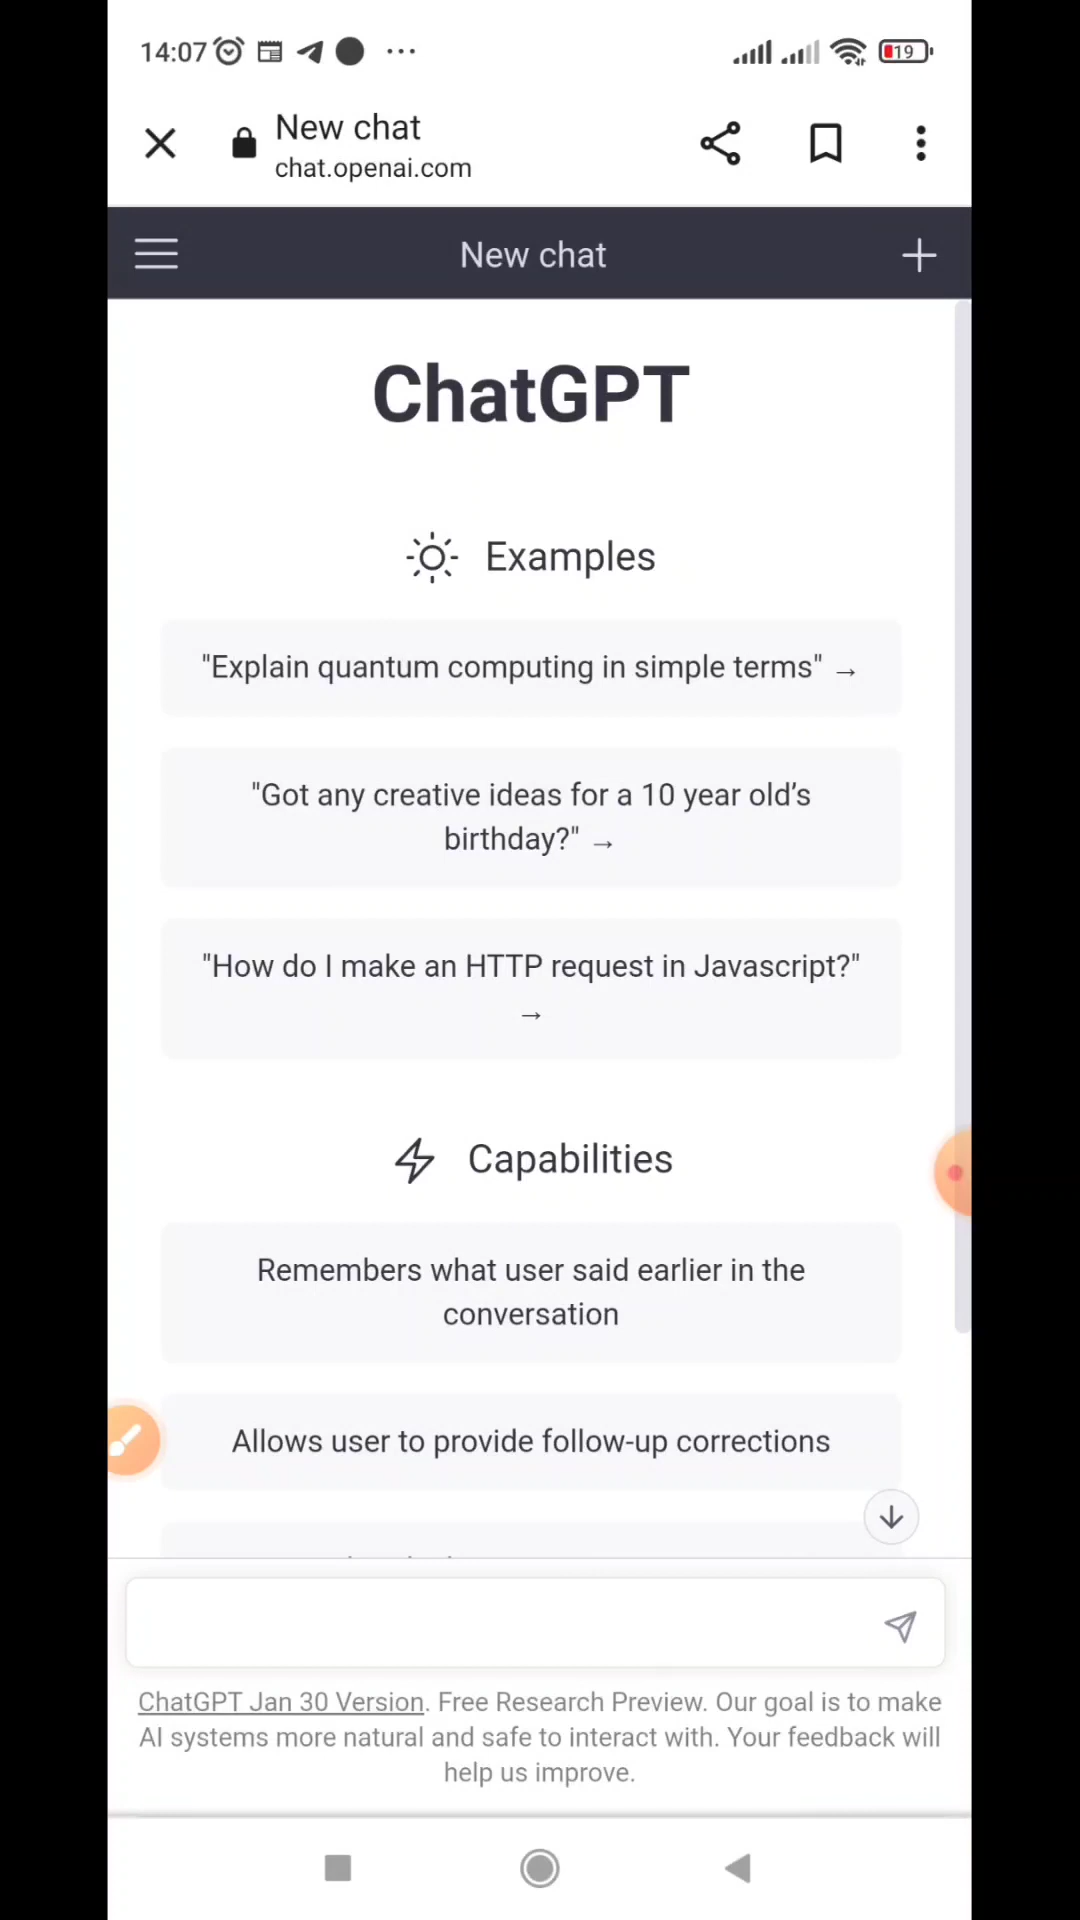 14:07
19
New chat
chat.openai.com
New chat
ChatGPT
Examples
"Explain quantum computing in simple terms" →
"Got any creative ideas for a 10 year old’s
birthday?" →
"How do I make an HTTP request in Javascript?"
→
Capabilities
Remembers what user said earlier in the
conversation
Allows user to provide follow-up corrections
ChatGPT Jan 30 Version. Free Research Preview. Our goal is to make
AI systems more natural and safe to interact with. Your feedback will
help us improve.